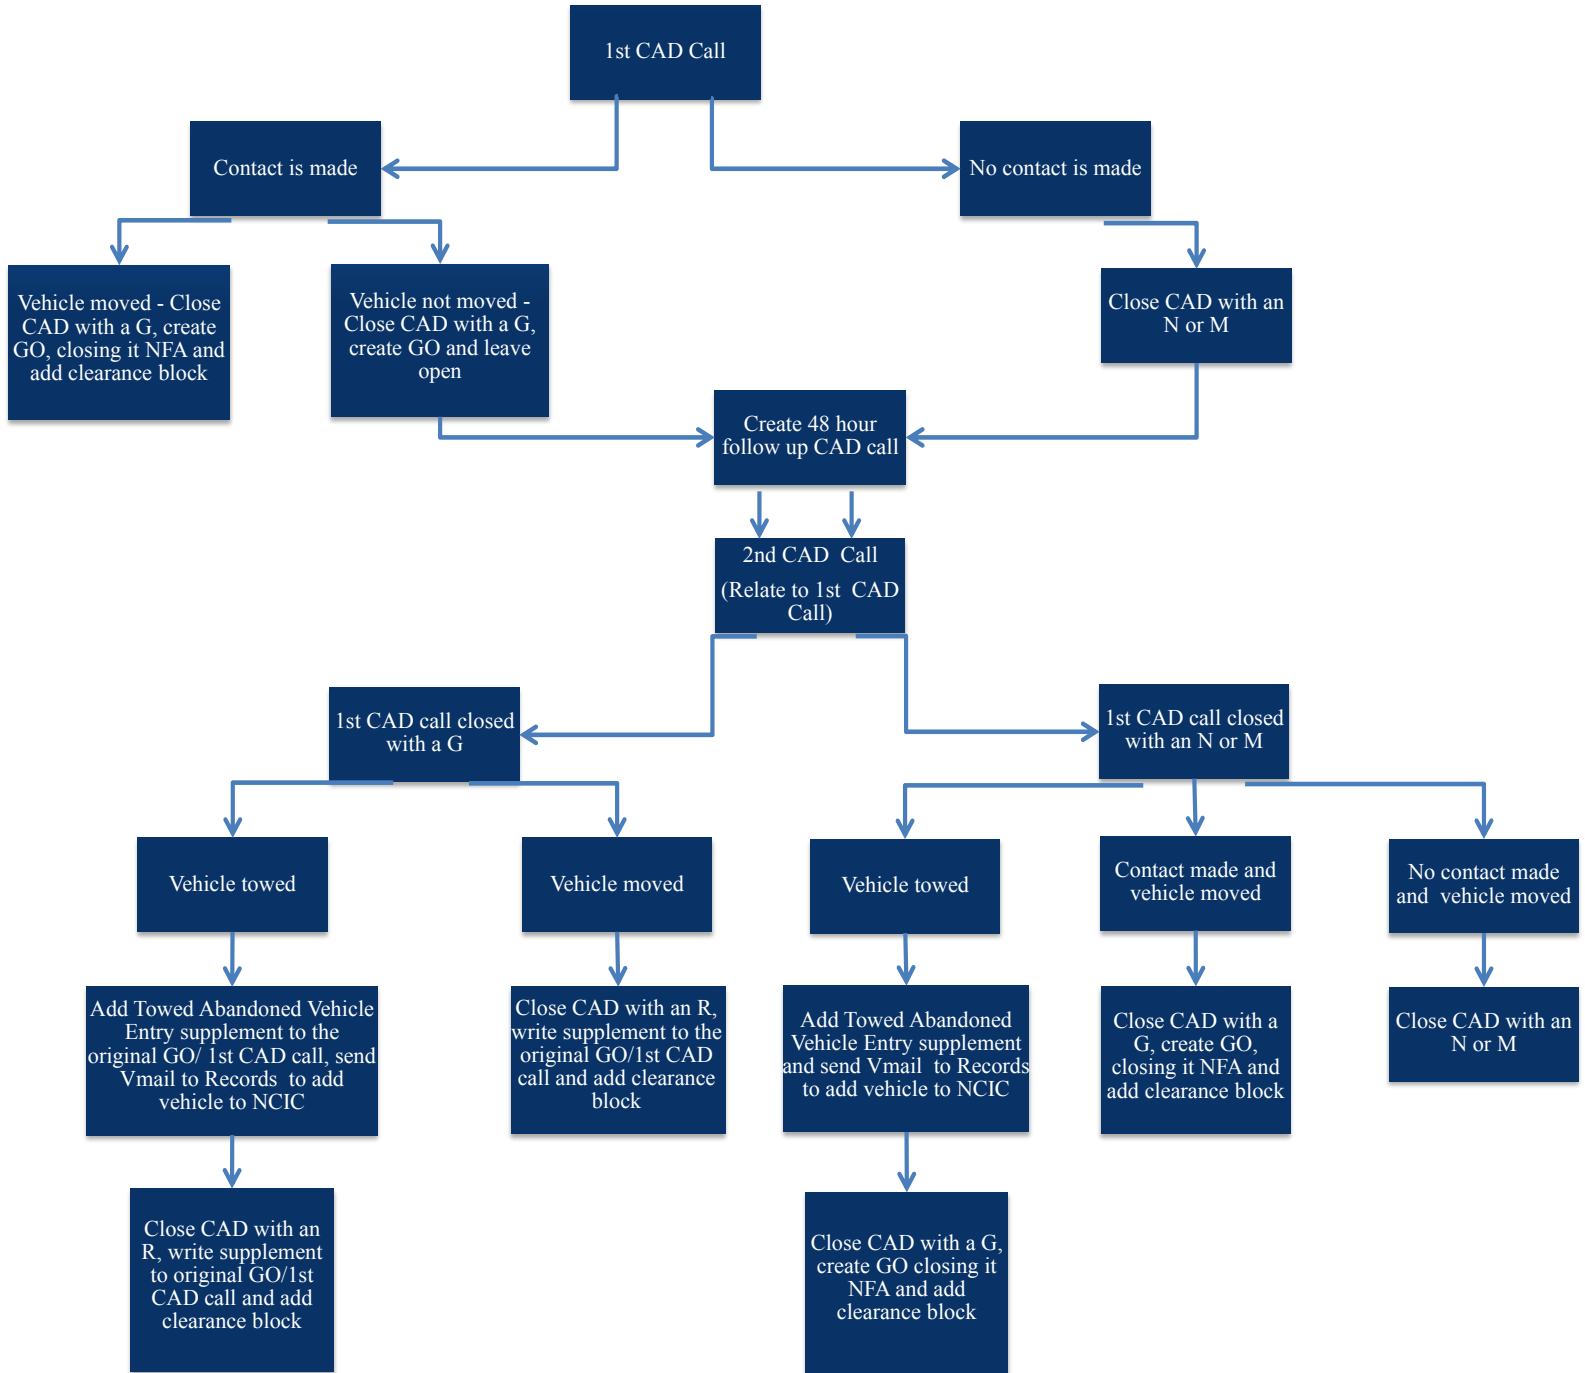 1st CAD Call
Contact is made
No contact is made
Vehicle moved - Close
CAD with a G, create
GO, closing it NFA and
add clearance block
Vehicle not moved -
Close CAD with a G,
create GO and leave
open
Close CAD with an
N or M
Create 48 hour
follow up CAD call
2nd CAD Call
(Relate to 1st CAD
Call)
1st CAD call closed
with a G
1st CAD call closed
with an N or M
Vehicle towed
Vehicle moved
Vehicle towed
Contact made and
vehicle moved
No contact made
and vehicle moved
Add Towed Abandoned Vehicle
Entry supplement to the
original GO/ 1st CAD call, send
Vmail to Records to add
vehicle to NCIC
Close CAD with an R,
write supplement to the
original GO/1st CAD
call and add clearance
block
Add Towed Abandoned
Vehicle Entry supplement
and send Vmail to Records
to add vehicle to NCIC
Close CAD with a
G, create GO,
closing it NFA and
add clearance block
Close CAD with an
N or M
Close CAD with an
R, write supplement
to original GO/1st
CAD call and add
clearance block
Close CAD with a G,
create GO closing it
NFA and add
clearance block